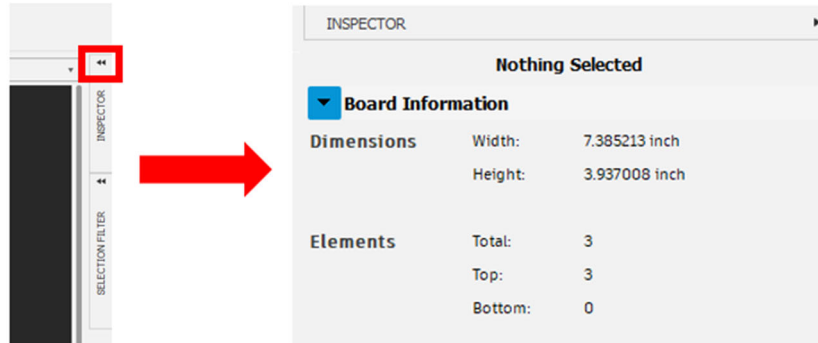 INSPECTOR
SELECTION FILTER
INSPECTOR
Nothing Selected
Board Information
Dimensions Width: 7.385213 inch
Height: 3.937008 inch
Elements Total: 3
Top: 3
Bottom: 0